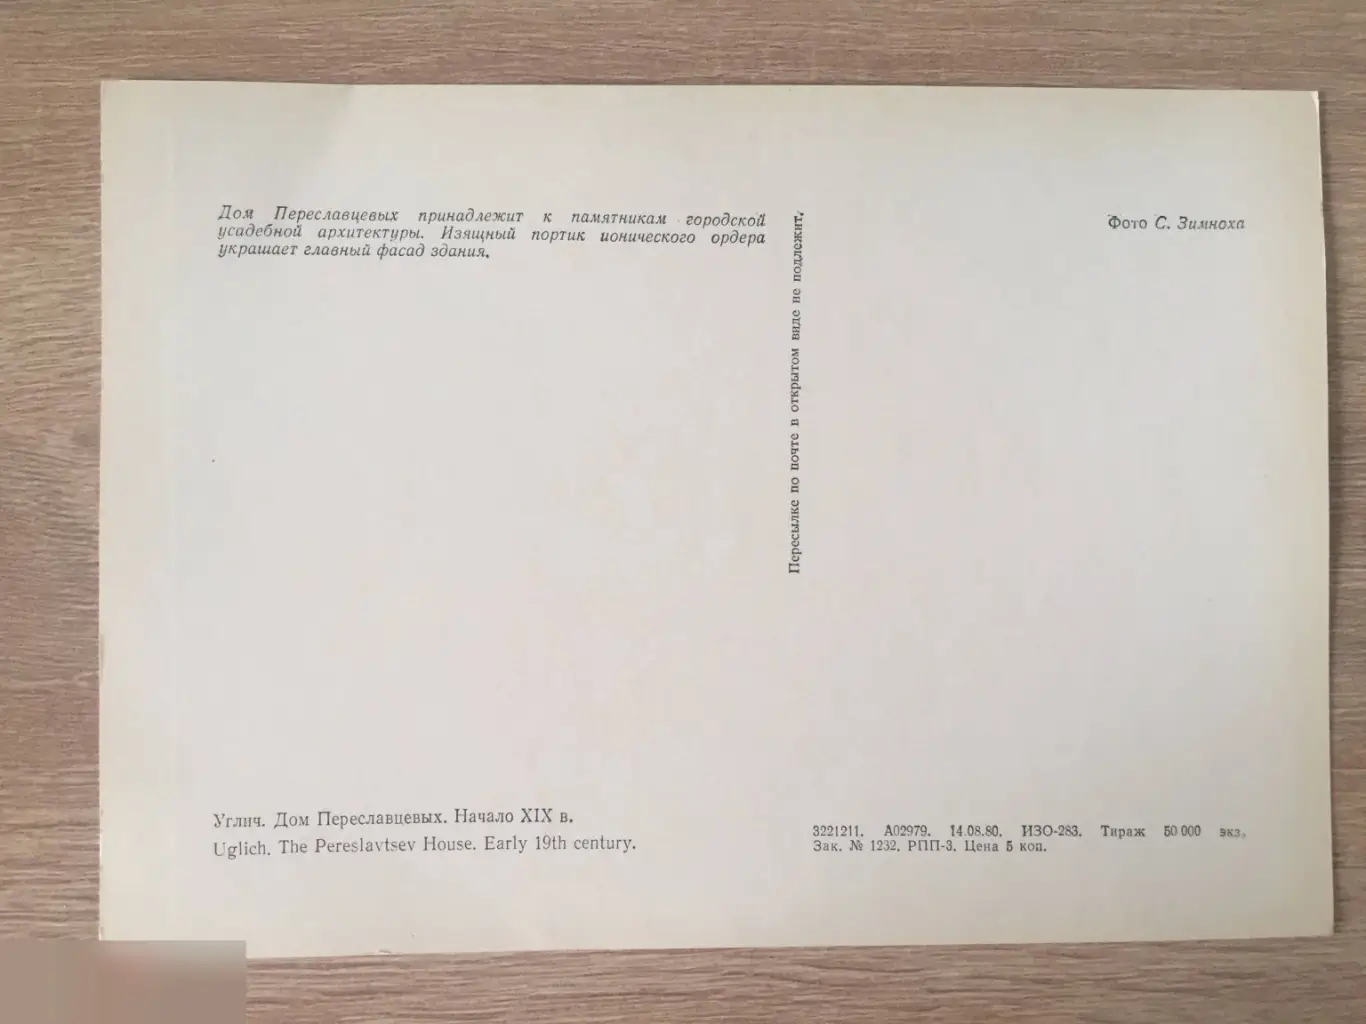 Дом Переславцевых принадлежит к памятникам городской
усадебной архитектуры. Изящный портик ионического ордера
украшает главный фасад здания.
Пересылке по почте в открытом виде не подлежит.
Фото С. Зимноха
Углич. Дом Переславцевых. Начало XIX в.
Uglich. The Pereslavtsev House. Early 19th century.
3221211. А02979. 14.08.80. ИЗО-283. Тираж 50 000 экз.
Зак. № 1232. РПП-3. Цена 5 коп.